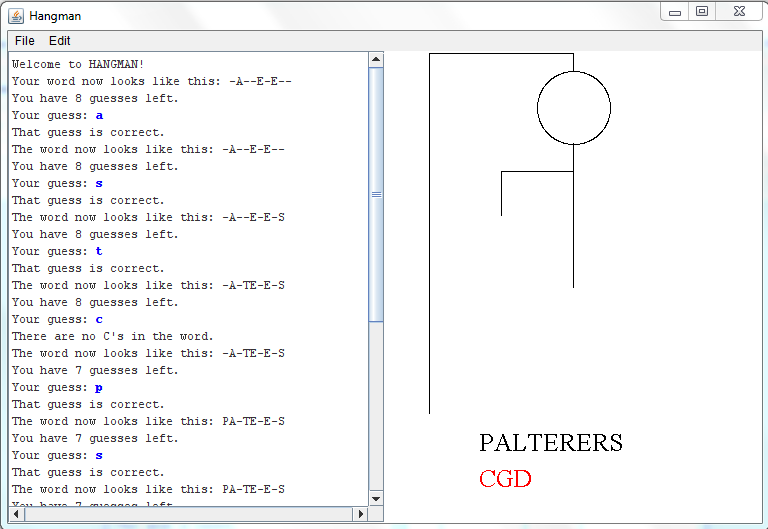 Hangman
File Edit
Welcome to HANGMAN!
Your word now looks like this: -A--E-E--
You have 8 guesses left.
Your guess: a
That guess is correct.
The word now looks like this: -A--E-E--
You have 8 guesses left.
Your guess: s
That guess is correct.
The word now looks like this: -A--E-E-S
You have 8 guesses left.
Your guess: t
That guess is correct.
The word now looks like this: -A-TE-E-S
You have 8 guesses left.
Your guess: c
There are no C's in the word.
The word now looks like this: -A-TE-E-S
You have 7 guesses left.
Your guess: p
That guess is correct.
The word now looks like this: PA-TE-E-S
You have 7 guesses left.
Your guess: s
That guess is correct.
The word now looks like this: PA-TE-E-S
You have 7 guesses left.
PALTERERS
CGD